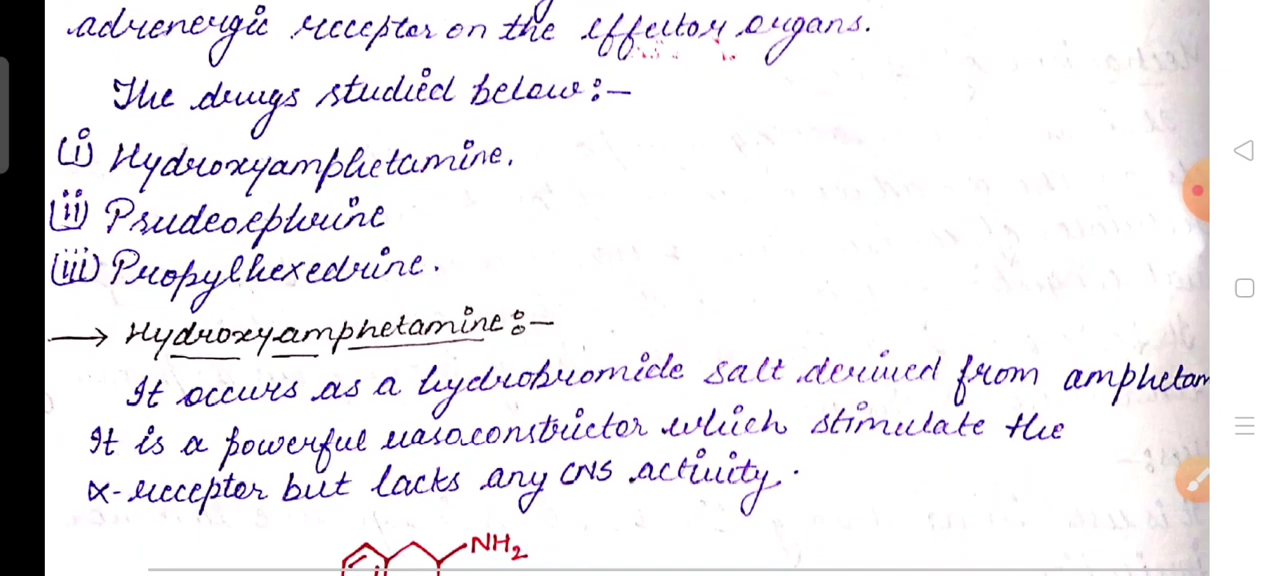 adrenergic receptor on the effector organs.
The drugs studied below :-
(i) Hydroxyamphetamine.
(ii) Psudeoephrine
(iii) Propylhexedrine.
→ Hydroxyamphetamine :-
It occurs as a hydrobromide salt derived from amphetam
It is a powerful vasoconstrictor which stimulate the
α-receptor but lacks any CNS activity.
NH2